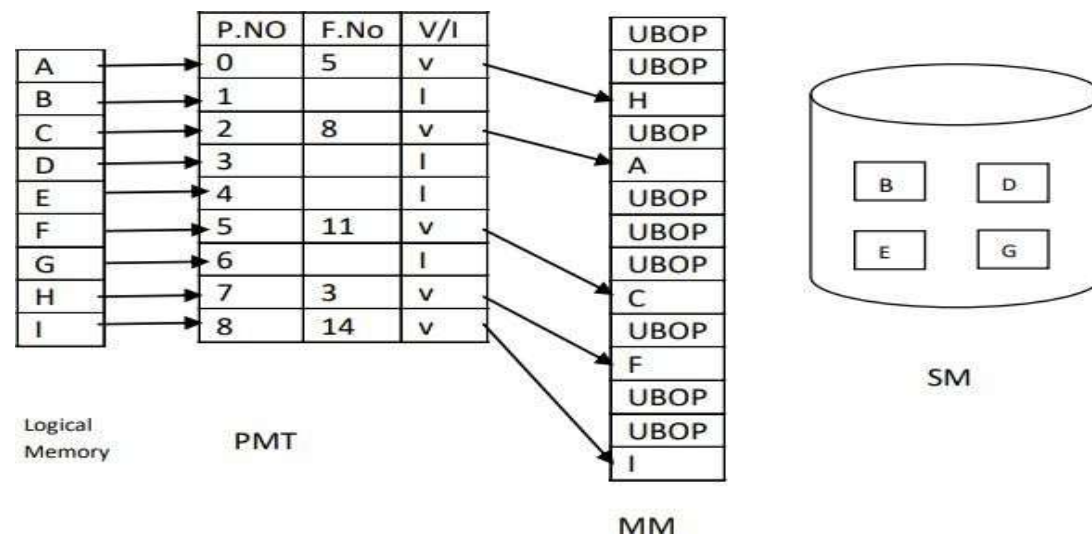 A
B
C
D
E
F
G
H
I
Logical
Memory
P.NO F.No V/I
0 5 v
1 I
2 8 v
3 I
4 I
5 11 v
6 I
7 3 v
8 14 v
PMT
UBOP
UBOP
H
UBOP
A
UBOP
UBOP
UBOP
C
UBOP
F
UBOP
UBOP
I
MM
B D
E G
SM